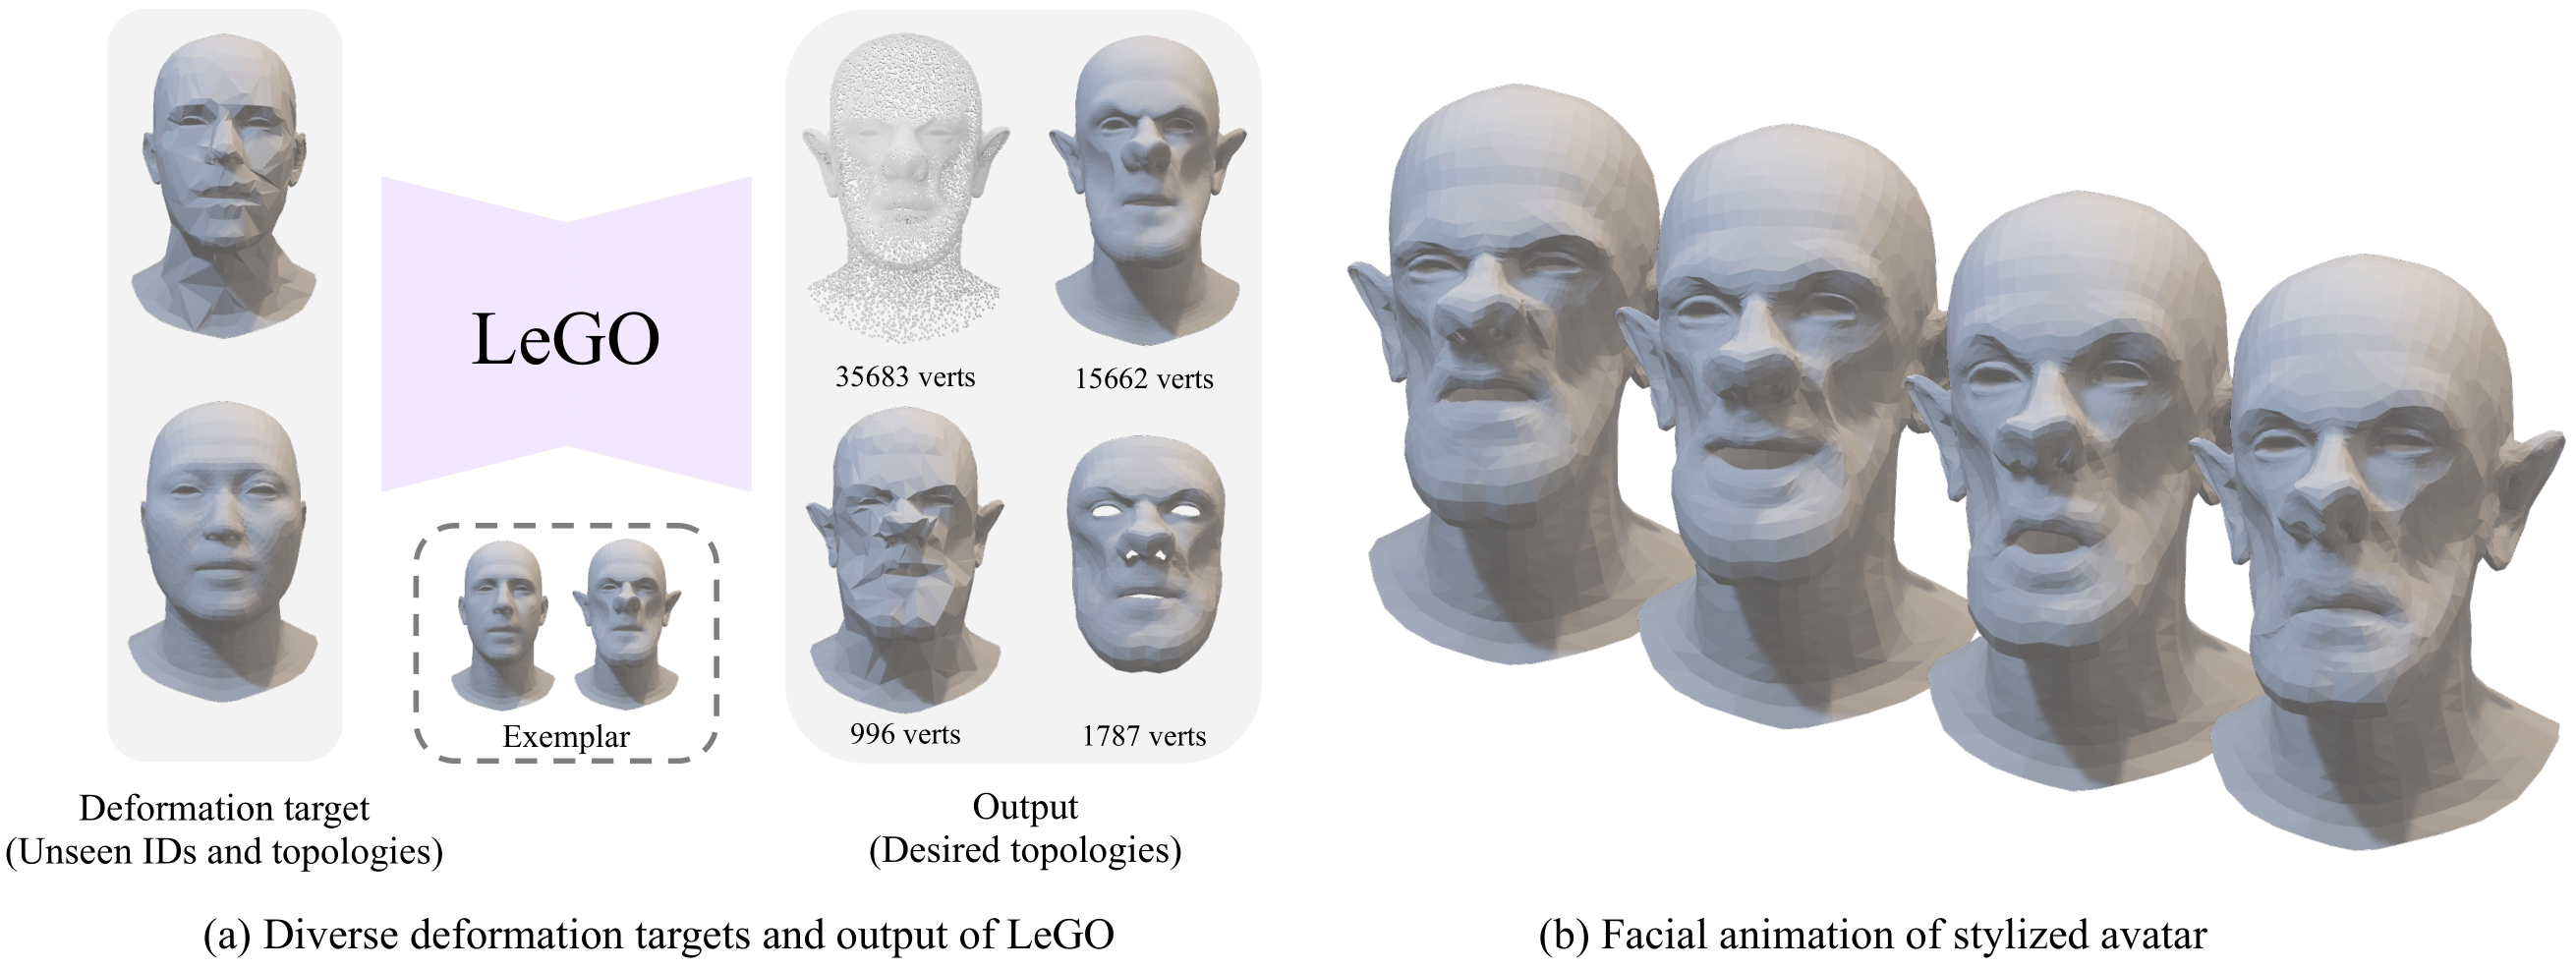 LeGO
Exemplar
35683 verts
15662 verts
996 verts
1787 verts
Deformation target
(Unseen IDs and topologies)
Output
(Desired topologies)
(a) Diverse deformation targets and output of LeGO
(b) Facial animation of stylized avatar